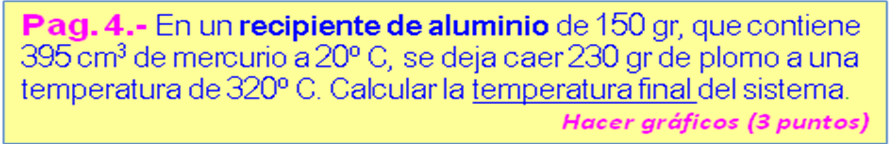 Pag. 4.- En un recipiente de aluminio de 150 gr, que contiene
395 cm³ de mercurio a 20º C, se deja caer 230 gr de plomo a una
temperatura de 320º C. Calcular la temperatura final del sistema.
Hacer gráficos (3 puntos)